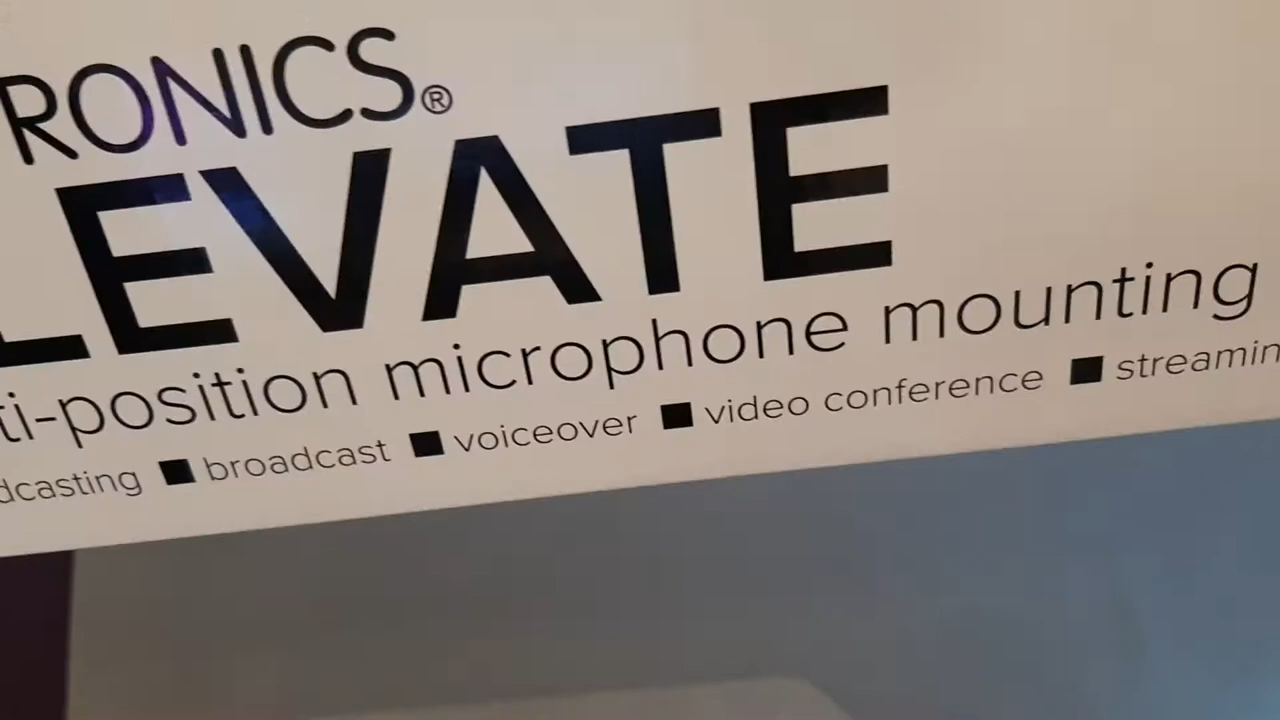 RONICS®
LEVATE
ti-position microphone mounting
dcasting ■ broadcast ■ voiceover ■ video conference ■ streamin